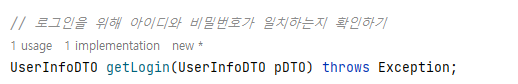 // 로그인을 위해 아이디와 비밀번호가 일치하는지 확인하기
1 usage 1 implementation new *
UserInfoDTO getLogin(UserInfoDTO pDTO) throws Exception;